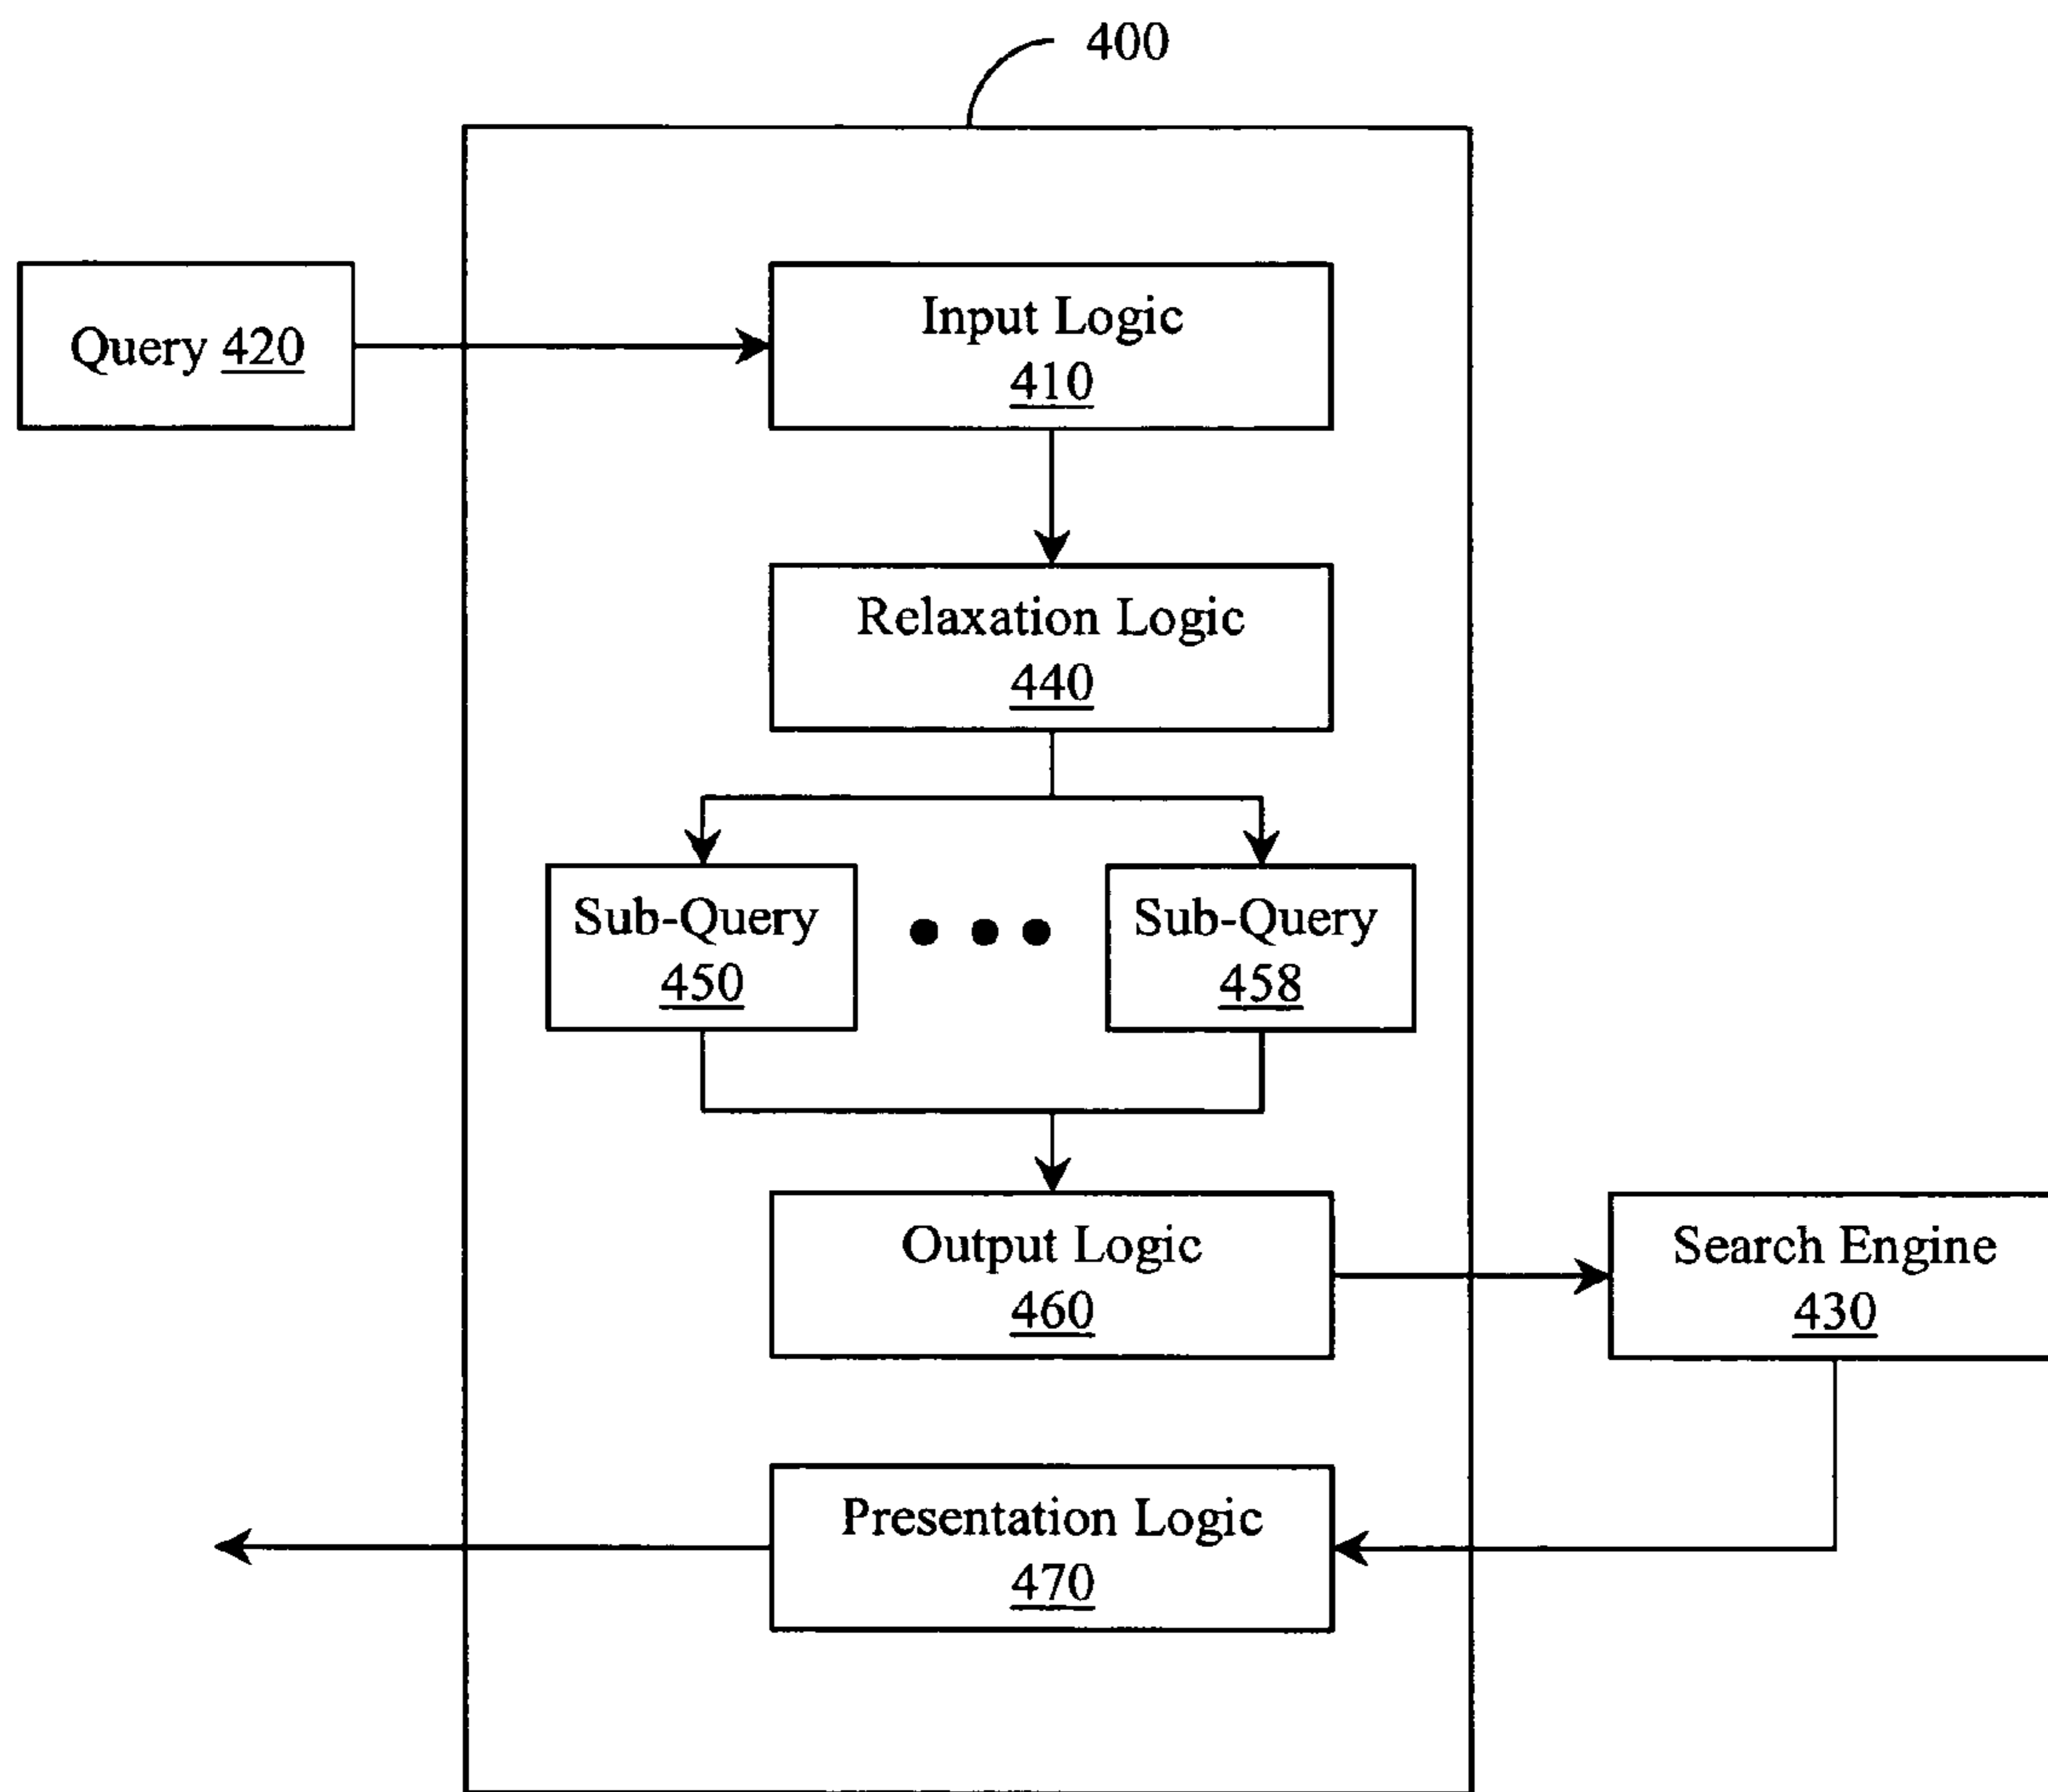 400
Query 420
Input Logic
410
Relaxation Logic
440
Sub-Query
450
Sub-Query
458
Output Logic
460
Search Engine
430
Presentation Logic
470